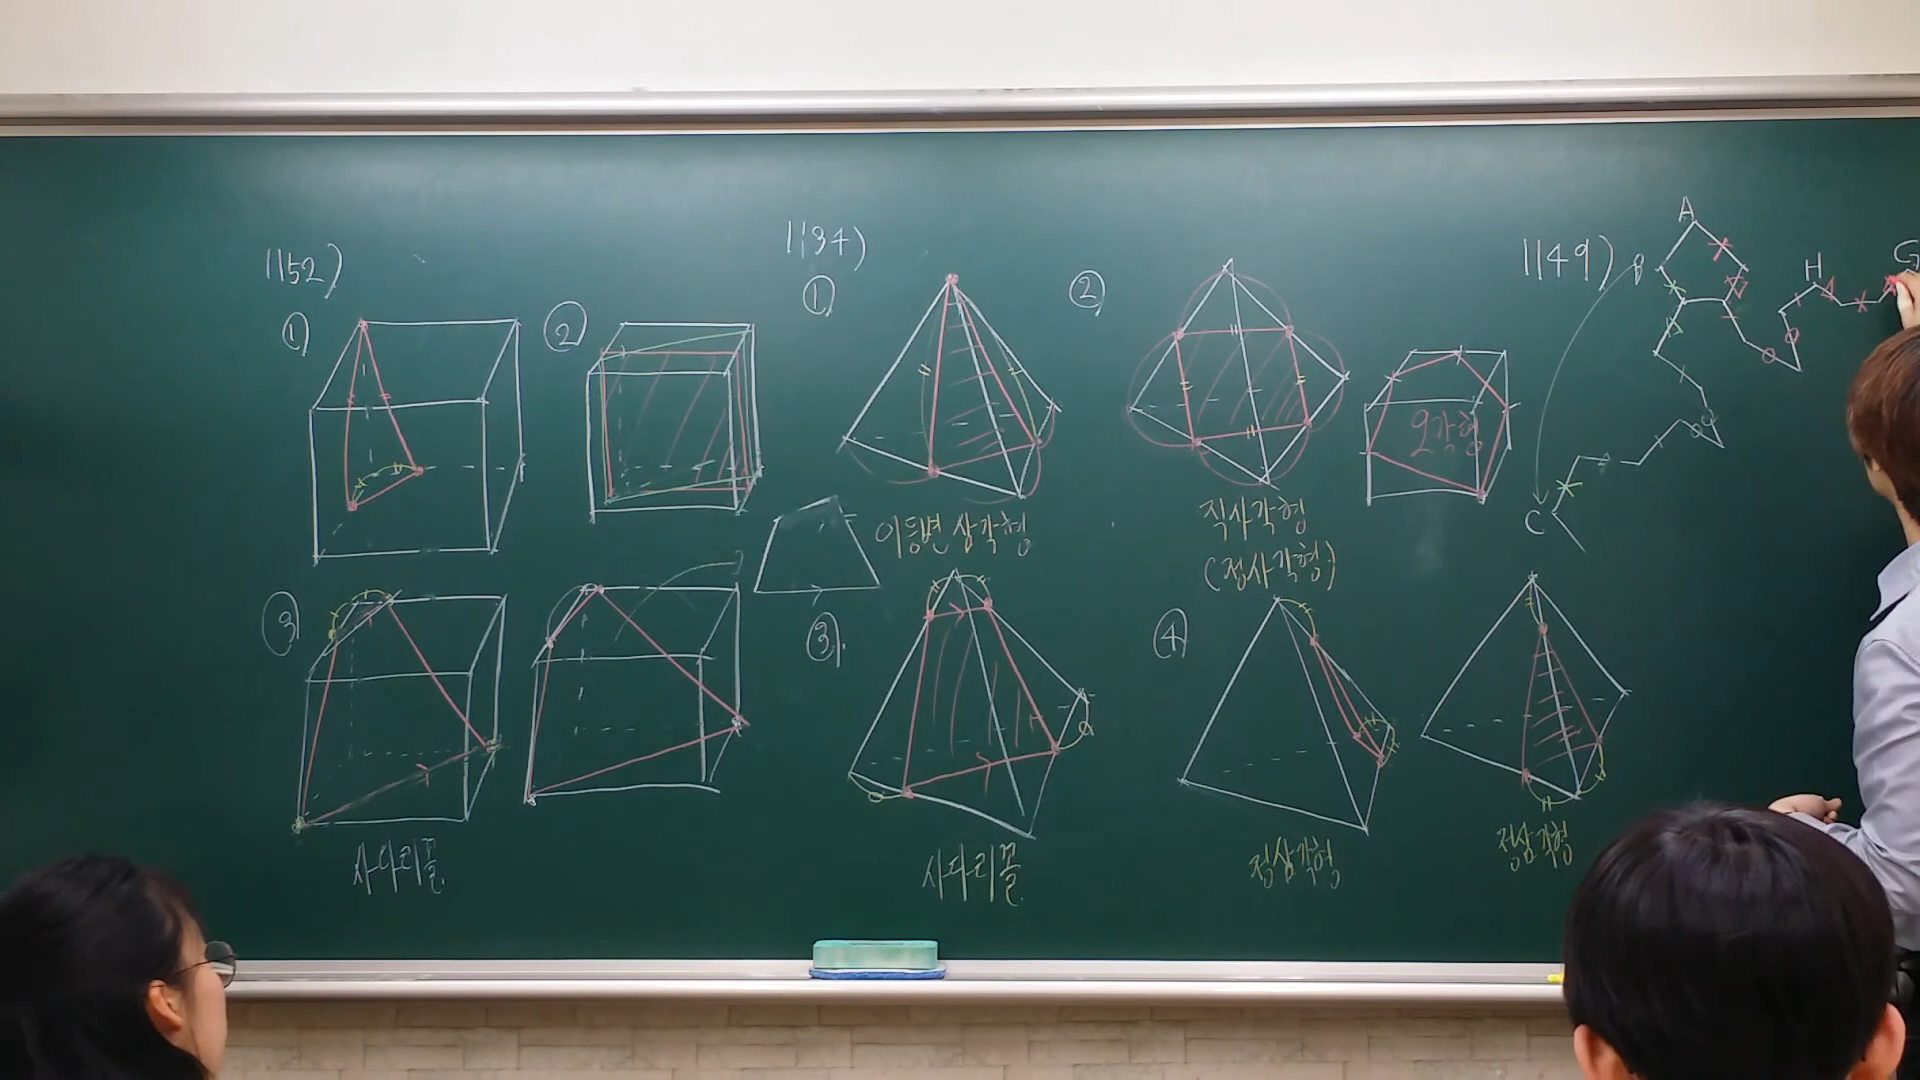 1152)
①
②
③
사다리꼴
1134)
①
이등변 삼각형
②
직사각형
(정사각형)
오각형
③
사다리꼴
④
정삼각형
정삼각형
1149)
A
B
C
H
G